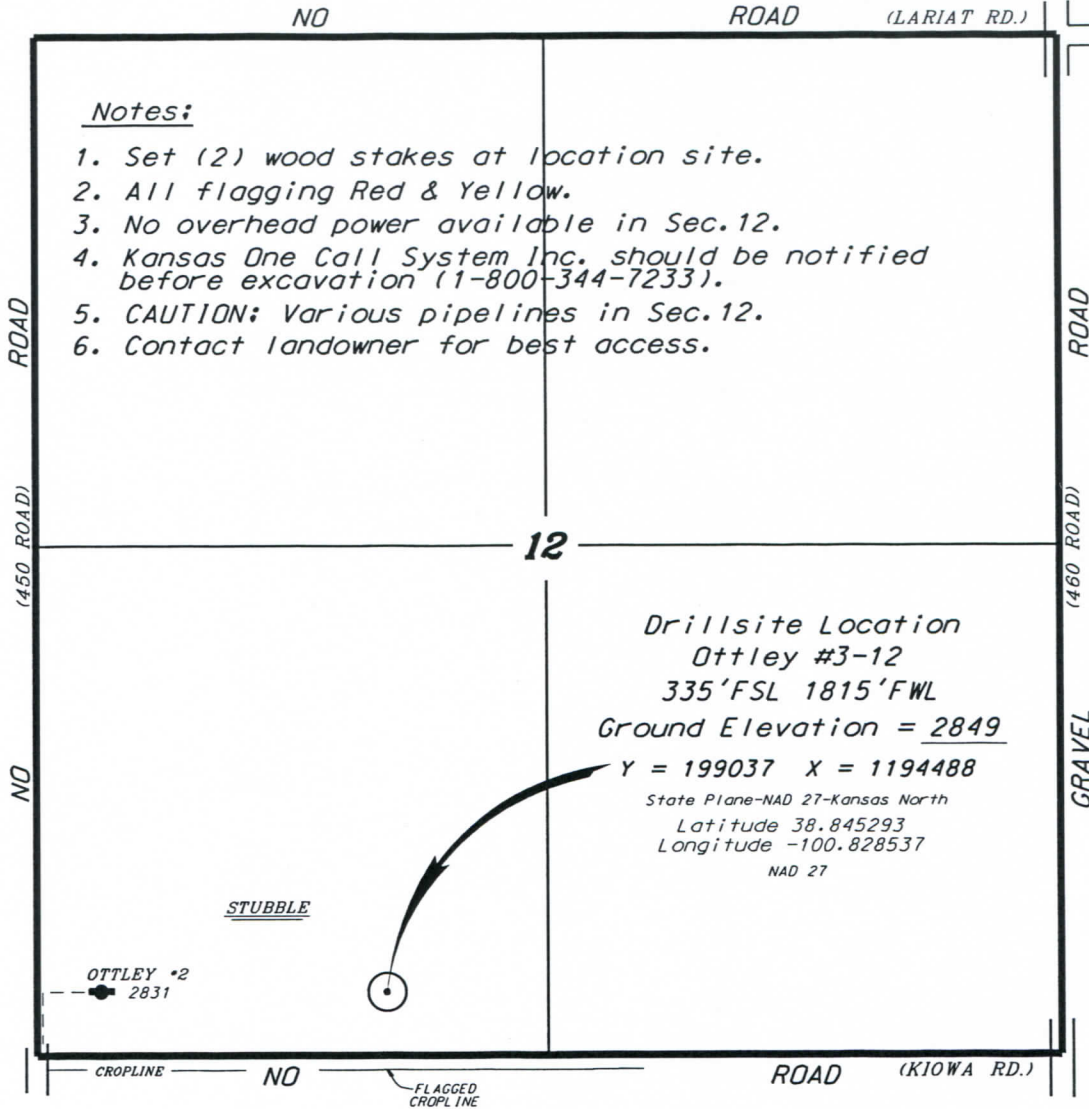 NO ROAD (LARIAT RD.)
Notes:
1. Set (2) wood stakes at location site.
2. All flagging Red & Yellow.
3. No overhead power available in Sec.12.
4. Kansas One Call System Inc. should be notified
before excavation (1-800-344-7233).
5. CAUTION: Various pipelines in Sec.12.
6. Contact landowner for best access.
ROAD
(450 ROAD)
NO
ROAD
(460 ROAD)
GRAVEL
12
Drillsite Location
Ottley #3-12
335'FSL 1815'FWL
Ground Elevation = 2849
Y = 199037 X = 1194488
State Plane-NAD 27-Kansas North
Latitude 38.845293
Longitude -100.828537
NAD 27
STUBBLE
OTTLEY #2
2831
CROPLINE NO ROAD (KIOWA RD.)
FLAGGED
CROPLINE